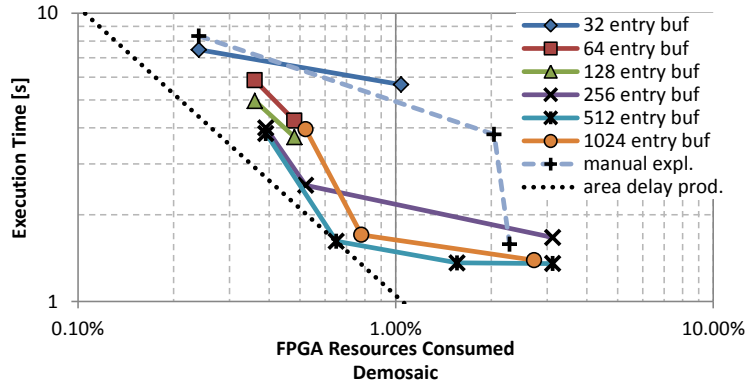 10
1
Execution Time [s]
0.10%
1.00%
10.00%
FPGA Resources Consumed
Demosaic
32 entry buf
64 entry buf
128 entry buf
256 entry buf
512 entry buf
1024 entry buf
manual expl.
area delay prod.